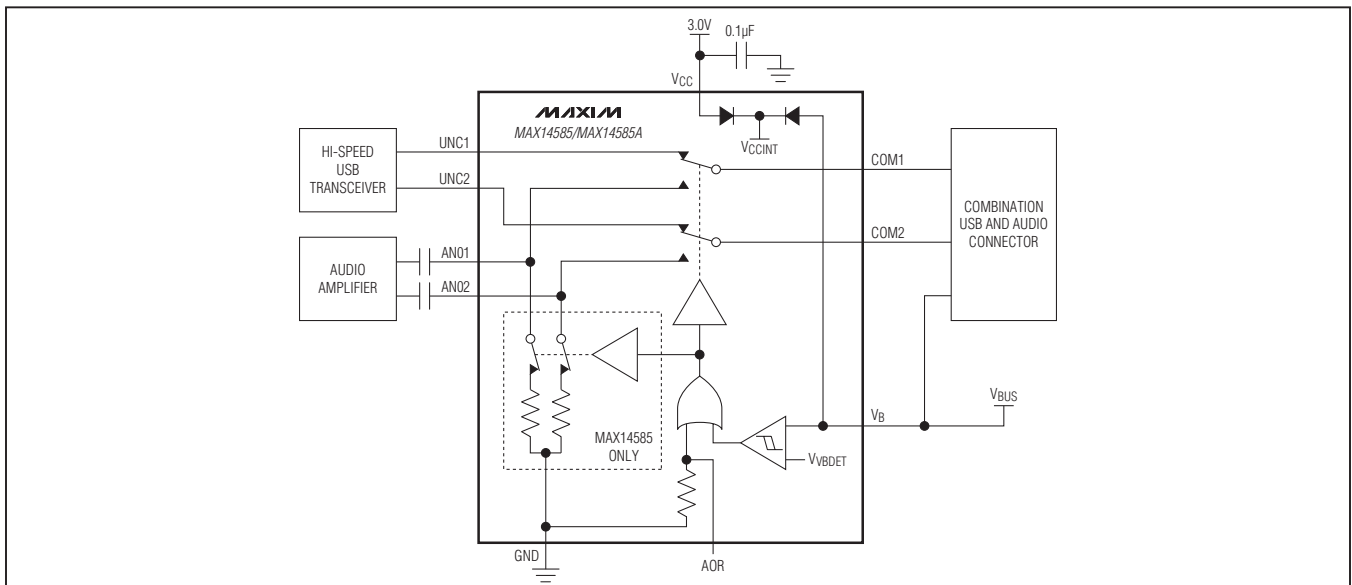 3.0V
0.1µF
VCC
MAXIM
MAX14585/MAX14585A
VCCINT
HI-SPEED
USB
TRANSCEIVER
UNC1
UNC2
COM1
COM2
COMBINATION
USB AND AUDIO
CONNECTOR
AUDIO
AMPLIFIER
AN01
AN02
MAX14585
ONLY
VB
VBUS
VVBDET
GND
AOR